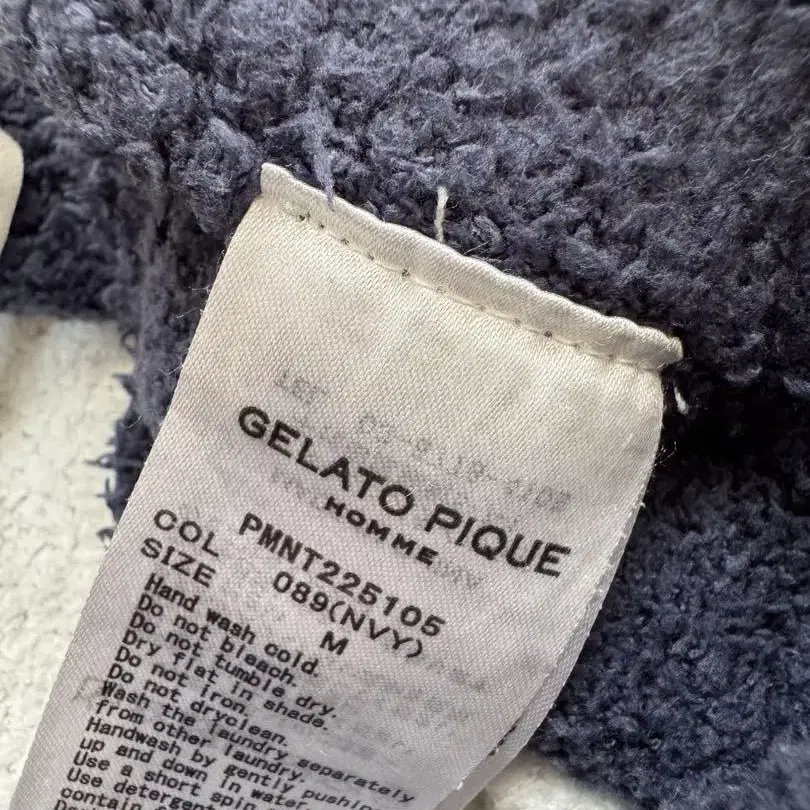 GELATO PIQUE
HOMME
PMNT225105
COL 089(NVY)
SIZE M
Hand wash cold.
Do not bleach.
Do not tumble dry.
Dry flat in shade.
Do not iron.
Do not dryclean.
Wash the laundry separately
from other laundry.
Handwash by gently pushing
up and down in water.
Use a short spin
Use detergent
contain